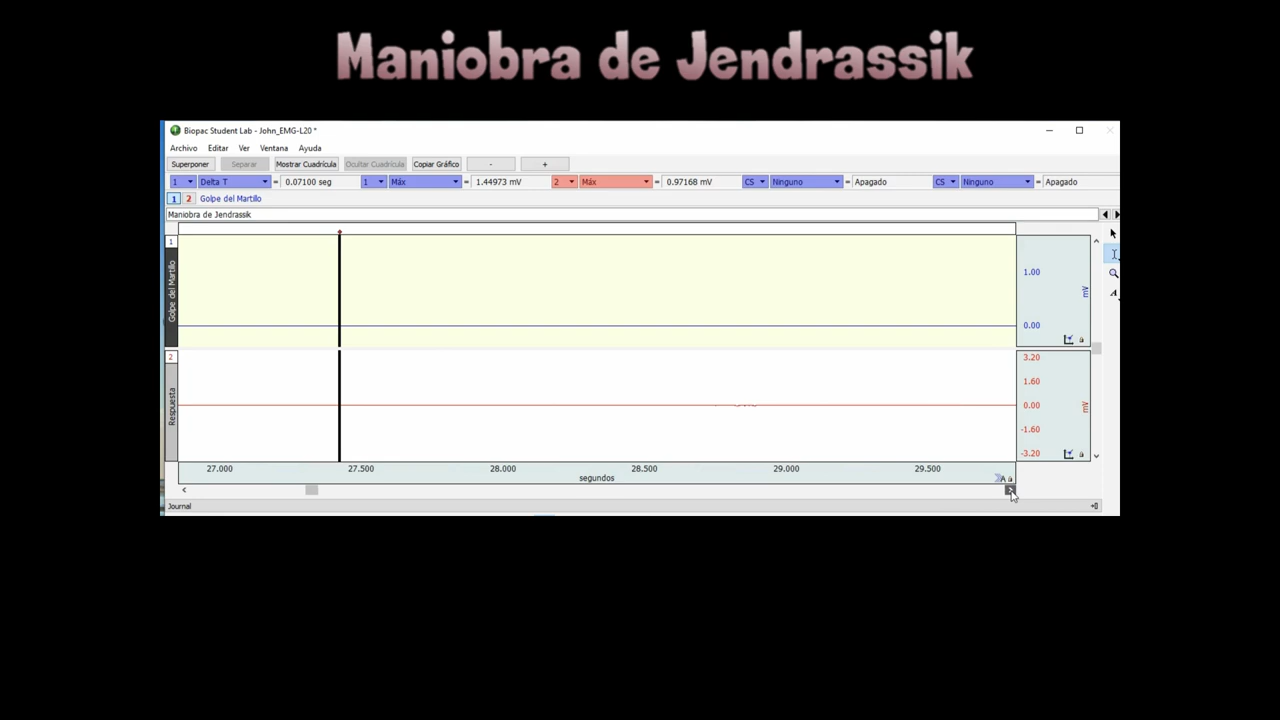 Maniobra de Jendrassik
Biopac Student Lab - John_EMG-L20 *
Archivo Editar Ver Ventana Ayuda
Superponer Separar Mostrar Cuadrícula Ocultar Cuadrícula Copiar Gráfico - +
1 Delta T = 0.07100 seg 1 Máx = 1.44973 mV 2 Máx = 0.97168 mV CS Ninguno = Apagado CS Ninguno = Apagado
1 2 Golpe del Martillo
Maniobra de Jendrassik
1
Golpe del Martillo
1.00
0.00
mV
2
Respuesta
3.20
1.60
0.00
-1.60
-3.20
mV
27.000 27.500 28.000 28.500 29.000 29.500
segundos
A
Journal